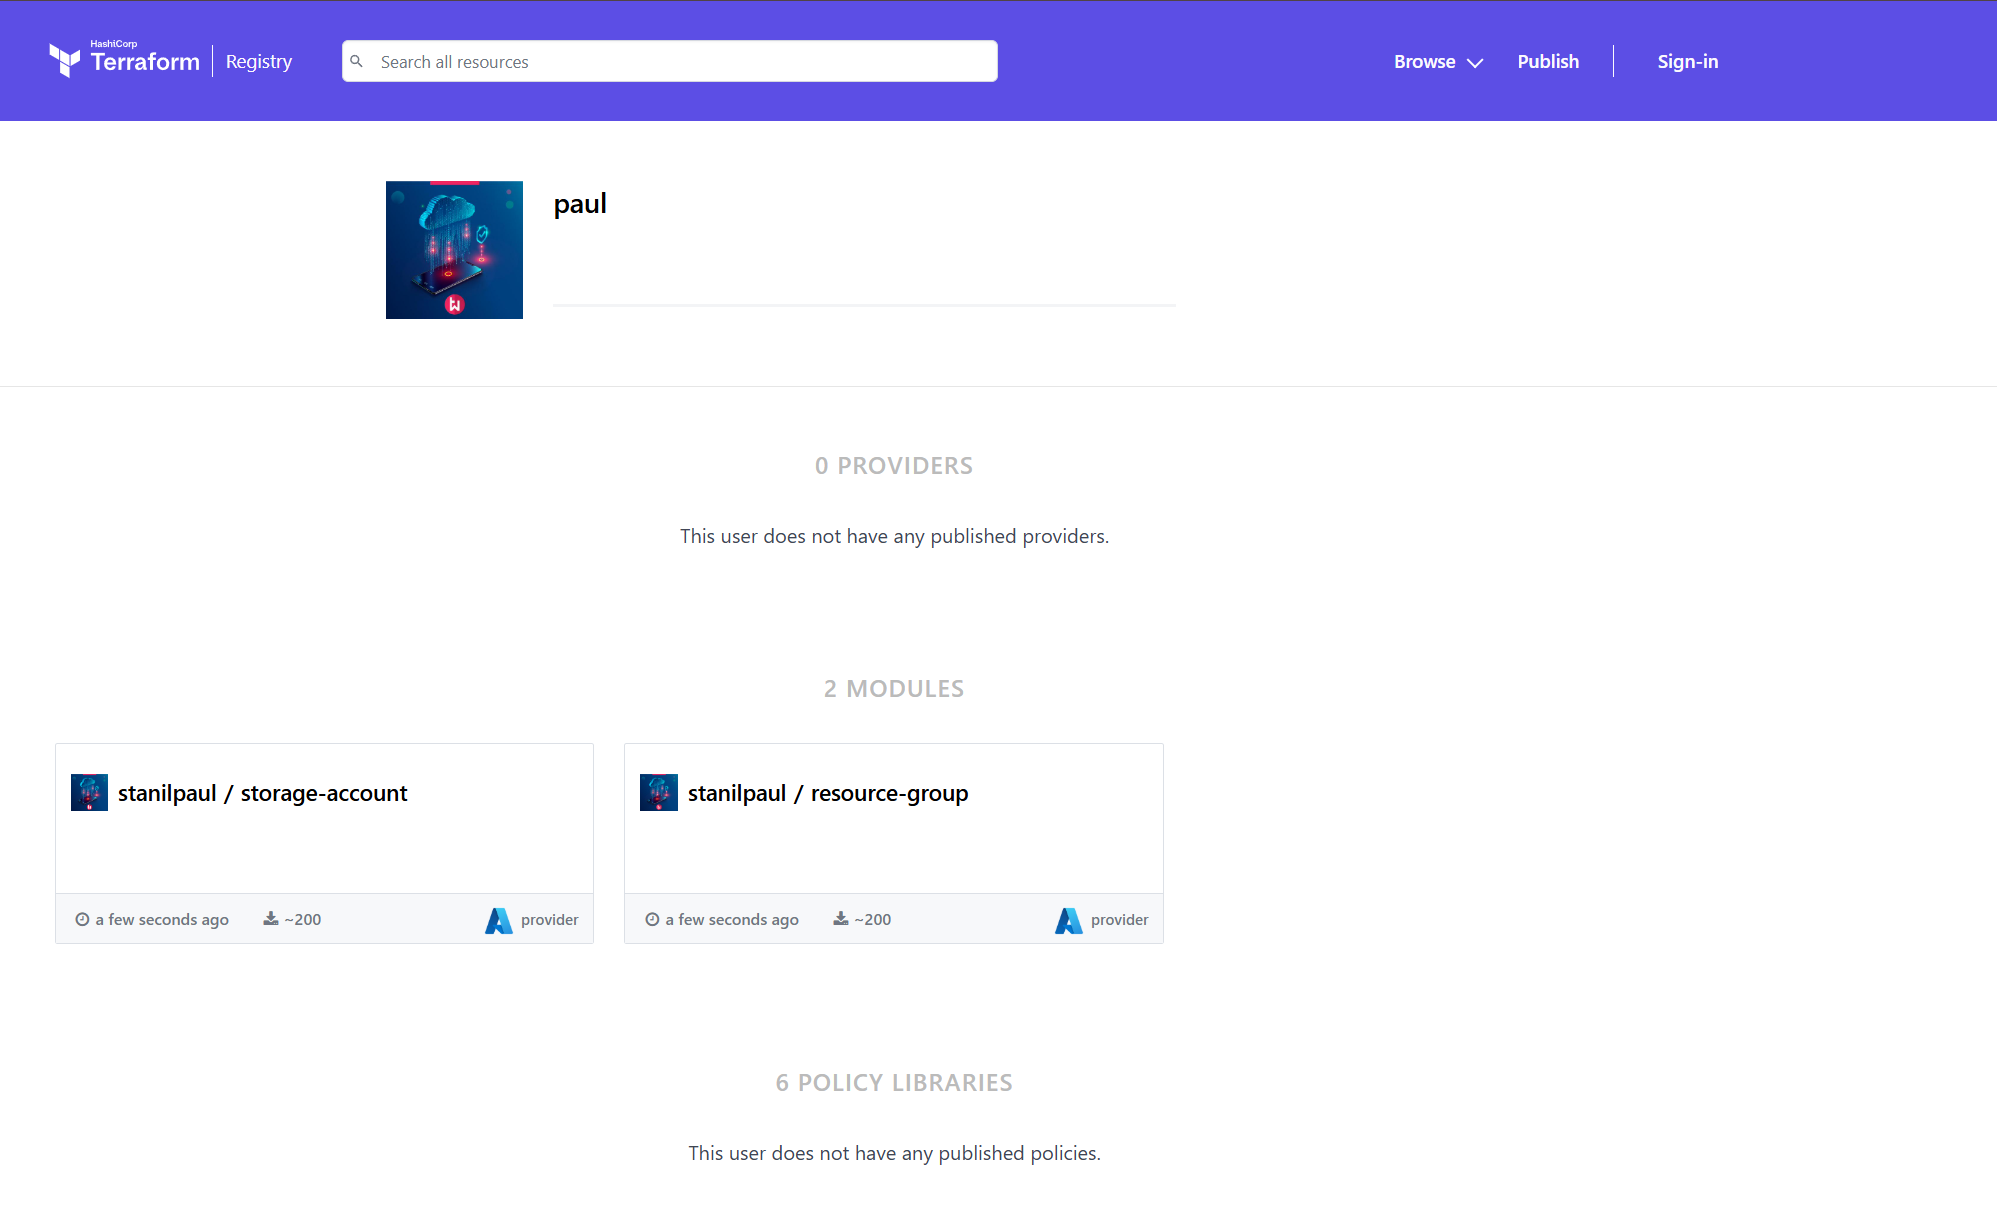 HashiCorp
Terraform
Registry
Search all resources
Browse
Publish
Sign-in
paul
0 PROVIDERS
This user does not have any published providers.
2 MODULES
stanilpaul / storage-account
a few seconds ago
~200
provider
stanilpaul / resource-group
a few seconds ago
~200
provider
6 POLICY LIBRARIES
This user does not have any published policies.